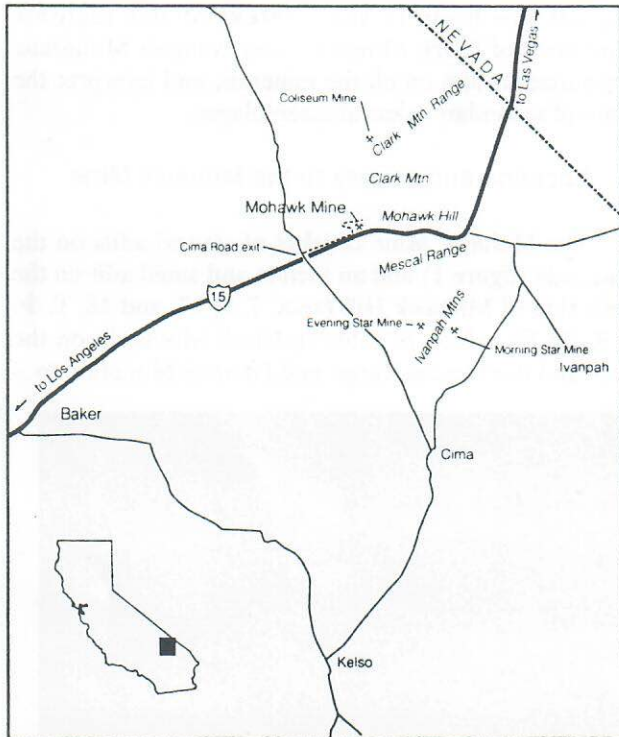 NEVADA
to Las Vegas
Coliseum Mine
Clark Mtn Range
Clark Mtn
Mohawk Mine
Mohawk Hill
Cima Road exit
Mescal Range
15
Evening Star Mine
Ivanpah Mtns
Morning Star Mine
Ivanpah
to Los Angeles
Baker
Cima
Kelso